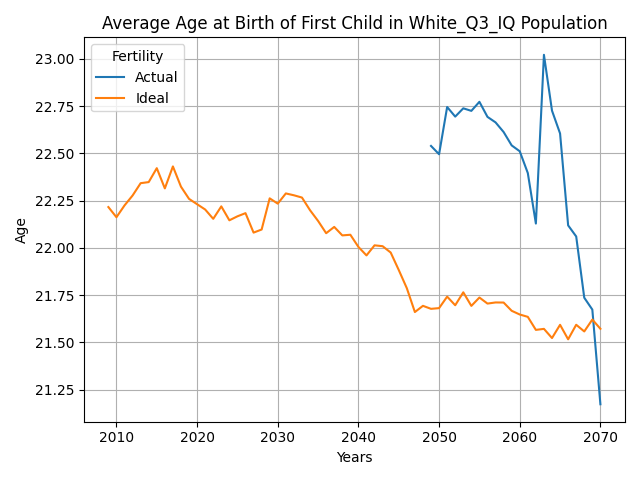 Average Age at Birth of First Child in White_Q3_IQ Population
Fertility
Actual
Ideal
23.00
22.75
22.50
22.25
22.00
21.75
21.50
21.25
Age
2010 2020 2030 2040 2050 2060 2070
Years